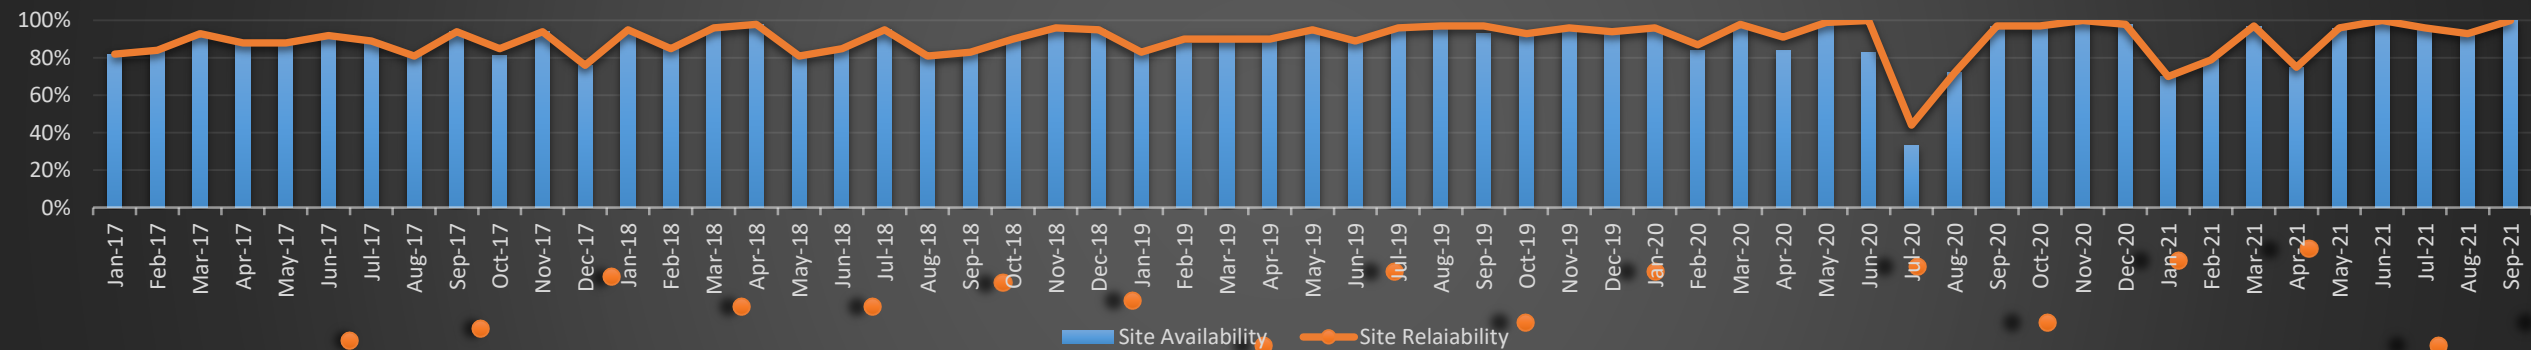 100%
80%
60%
40%
20%
0%
Jan-17
Feb-17
Mar-17
Apr-17
May-17
Jun-17
Jul-17
Aug-17
Sep-17
Oct-17
Nov-17
Dec-17
Jan-18
Feb-18
Mar-18
Apr-18
May-18
Jun-18
Jul-18
Aug-18
Sep-18
Oct-18
Nov-18
Dec-18
Jan-19
Feb-19
Mar-19
Apr-19
May-19
Jun-19
Jul-19
Aug-19
Sep-19
Oct-19
Nov-19
Dec-19
Jan-20
Feb-20
Mar-20
Apr-20
May-20
Jun-20
Jul-20
Aug-20
Sep-20
Oct-20
Nov-20
Dec-20
Jan-21
Feb-21
Mar-21
Apr-21
May-21
Jun-21
Jul-21
Aug-21
Sep-21
Site Availability
Site Relaiability